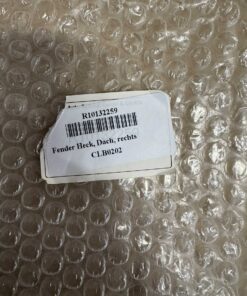 R10132259
Fender Heck, Dach, rechts
CLB0202